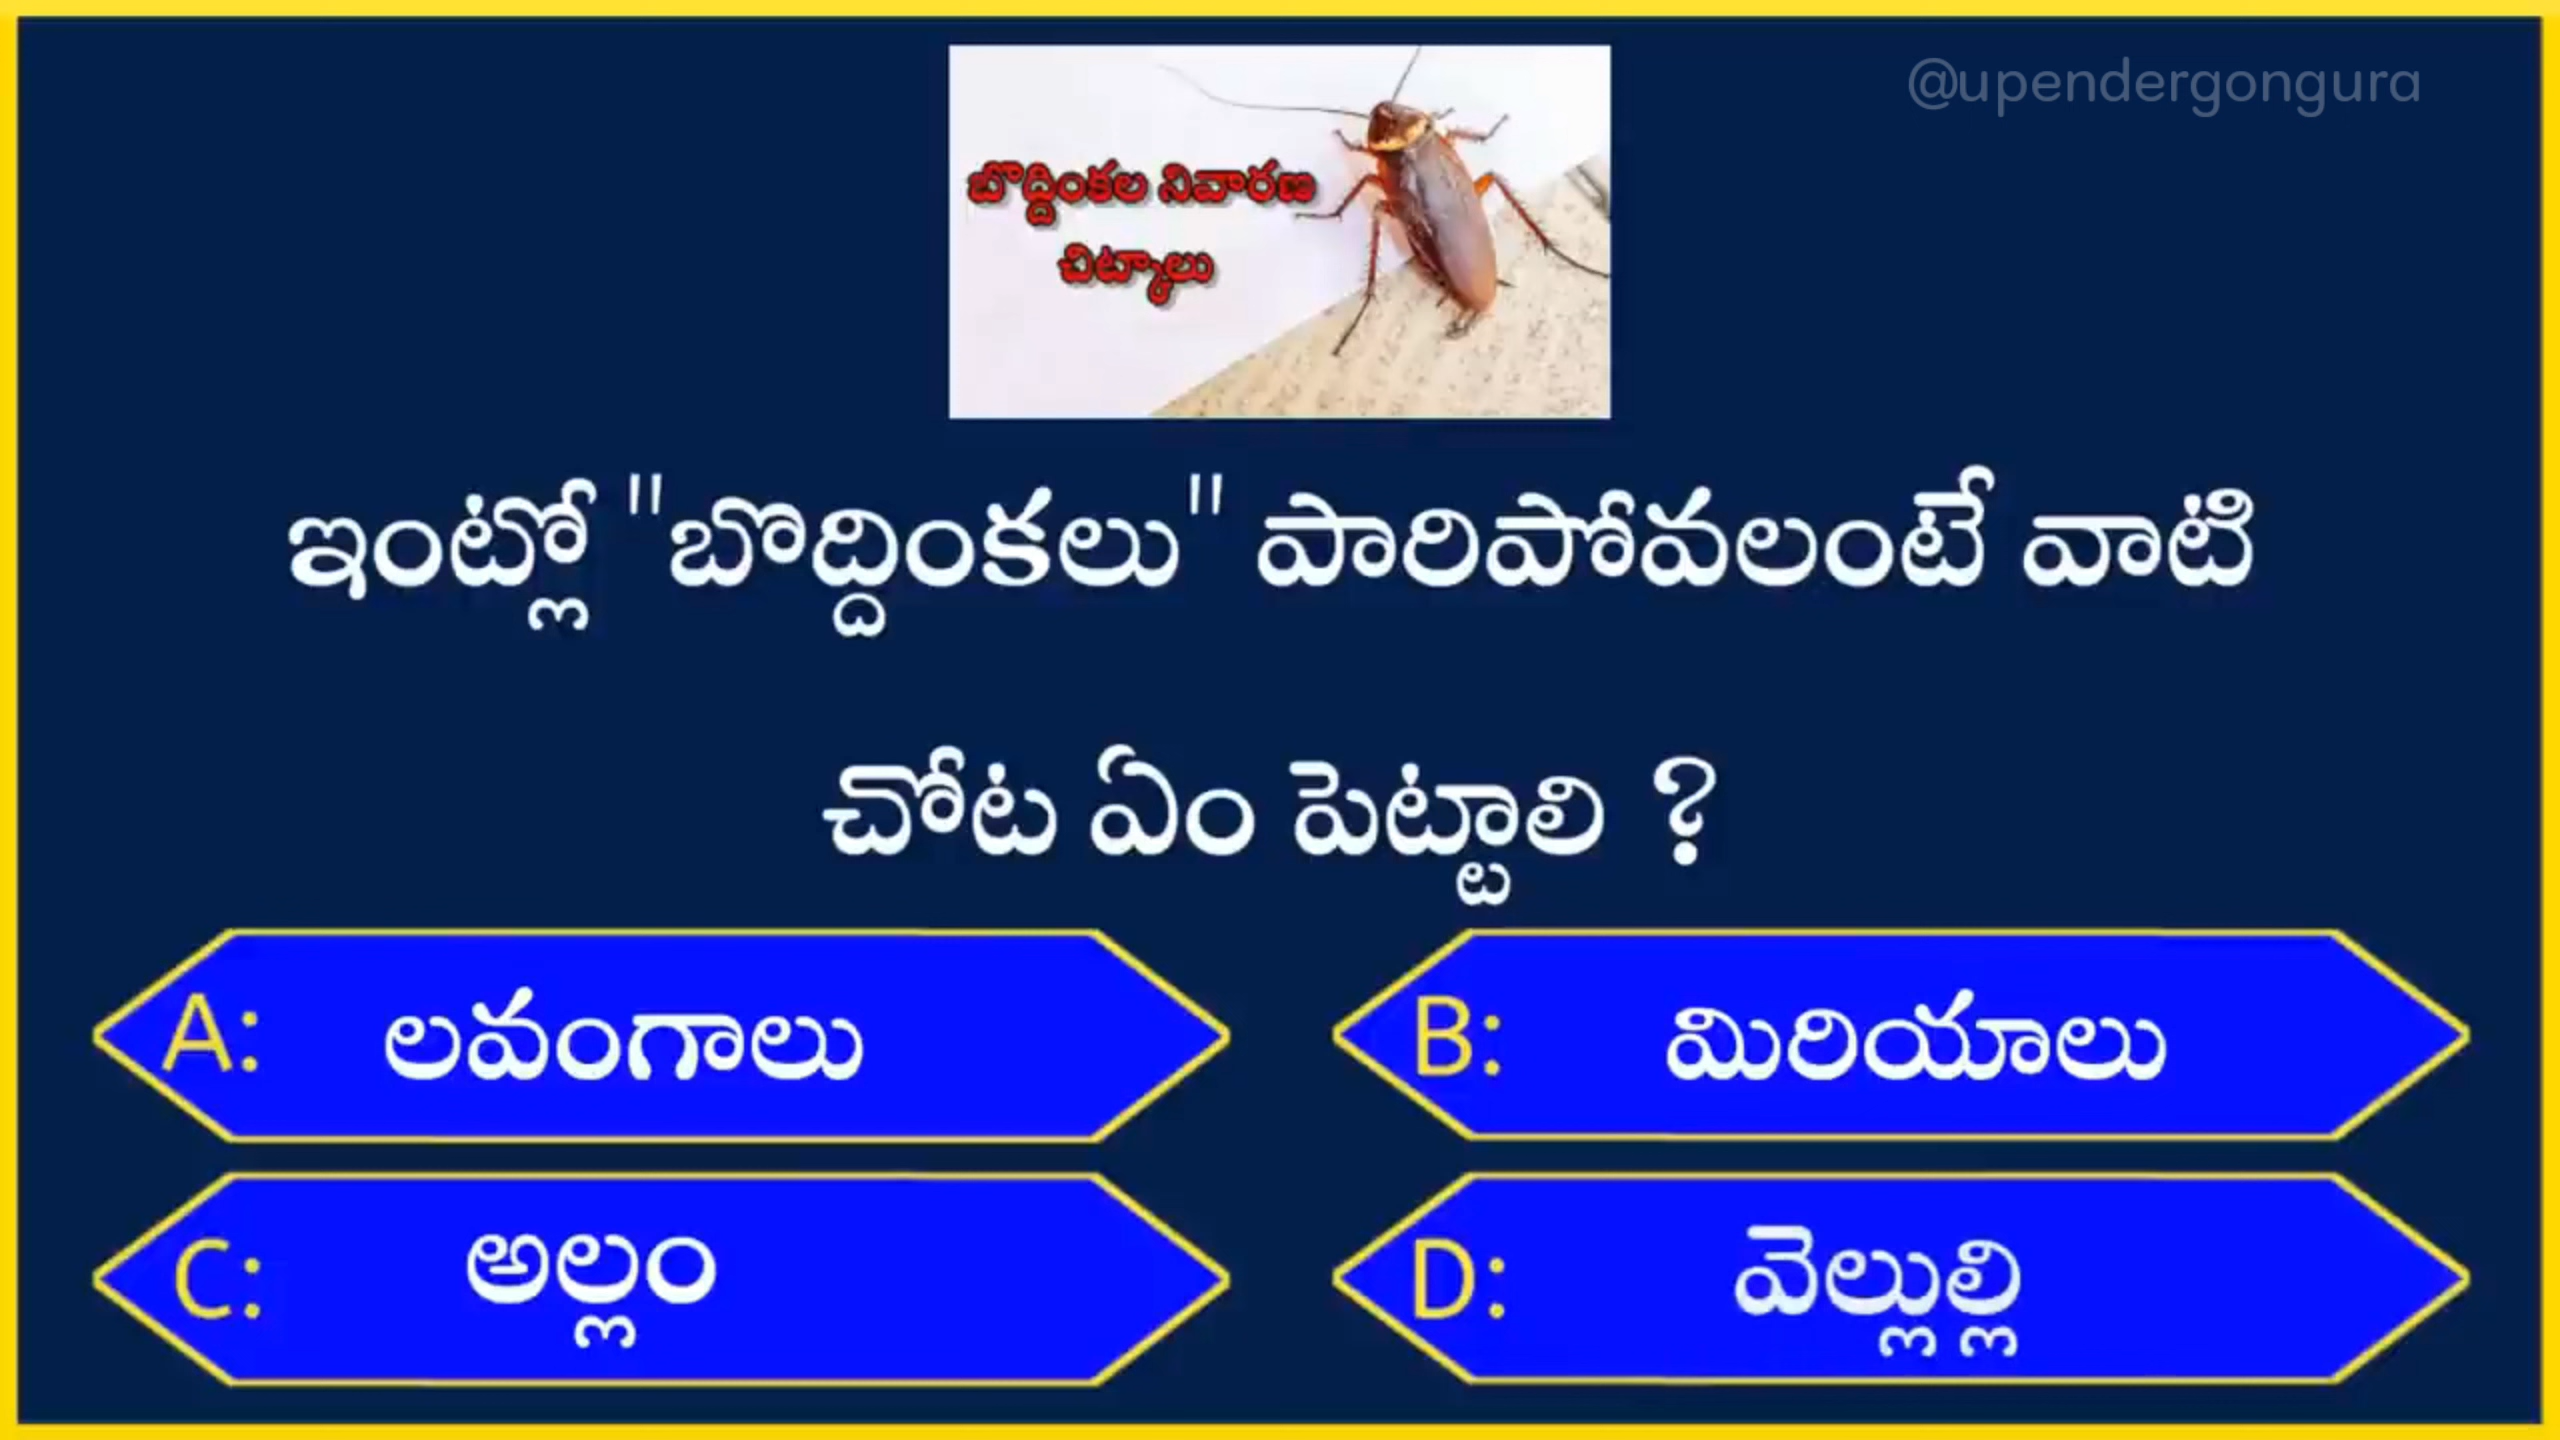 @upendergongura
బొద్దింకల నివారణ
చిట్కాలు
ఇంట్లో "బొద్దింకలు" పారిపోవలంటే వాటి
చోట ఏం పెట్టాలి ?
A: లవంగాలు
B: మిరియాలు
C: అల్లం
D: వెల్లుల్లి